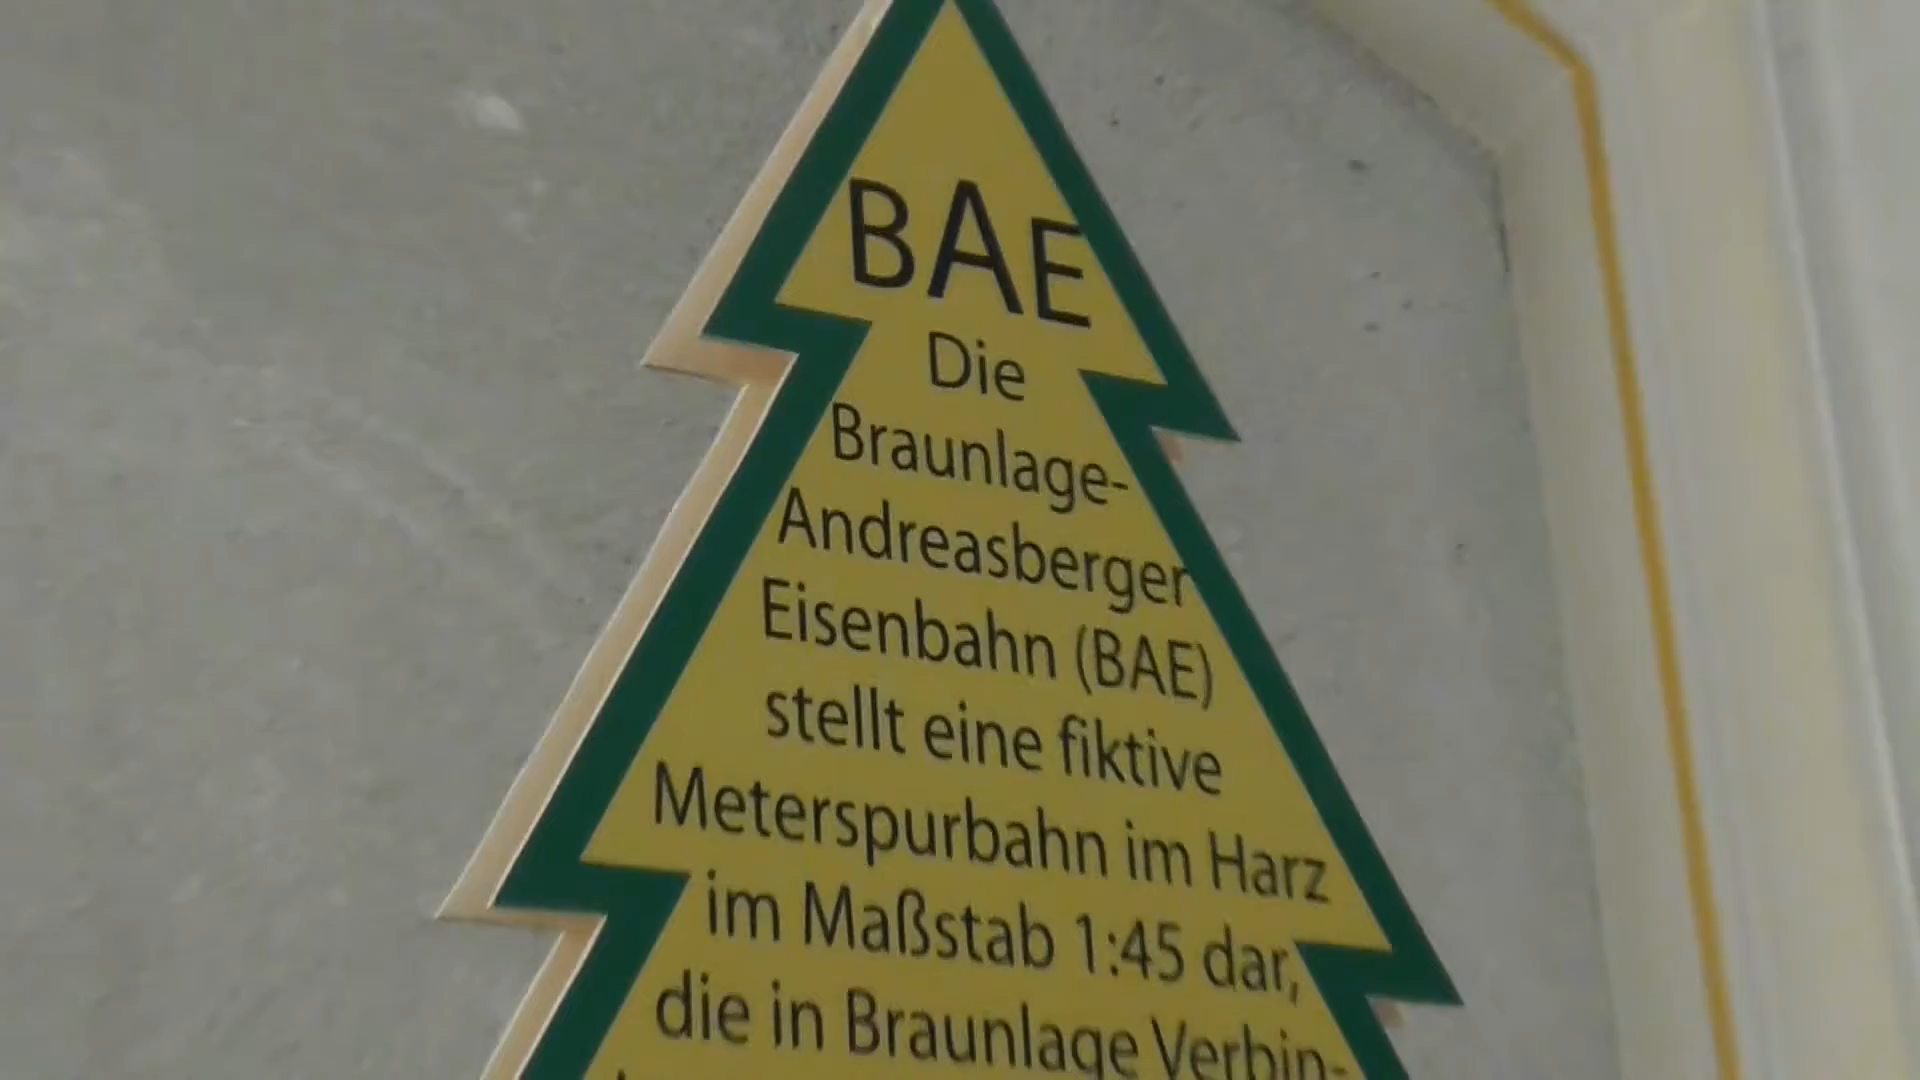 BAE
Die
Braunlage-
Andreasberger
Eisenbahn (BAE)
stellt eine fiktive
Meterspurbahn im Harz
im Maßstab 1:45 dar,
die in Braunlage Verbin-